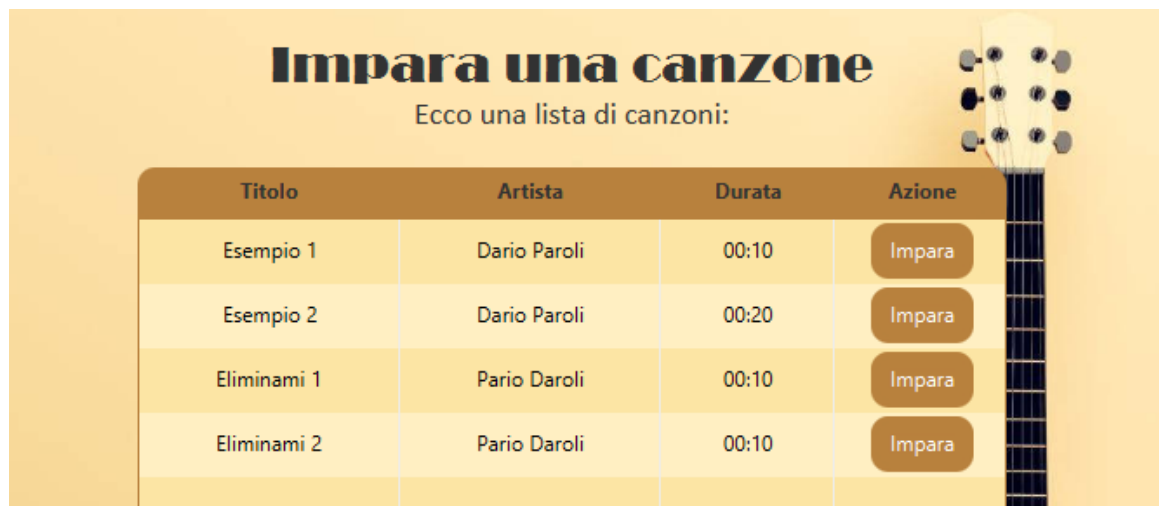 Impara una canzone
Ecco una lista di canzoni:
Titolo Artista Durata Azione
Esempio 1 Dario Paroli 00:10 Impara
Esempio 2 Dario Paroli 00:20 Impara
Eliminami 1 Pario Daroli 00:10 Impara
Eliminami 2 Pario Daroli 00:10 Impara